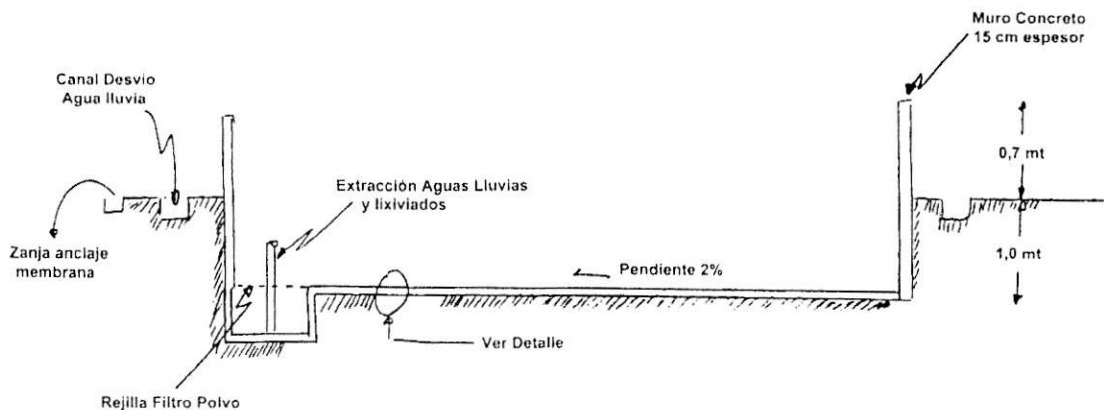 Muro Concreto
15 cm espesor
Canal Desvio
Agua lluvia
0,7 mt
Extracción Aguas Lluvias
y lixiviados
Zanja anclaje
membrana
Pendiente 2%
1,0 mt
Ver Detalle
Rejilla Filtro Polvo